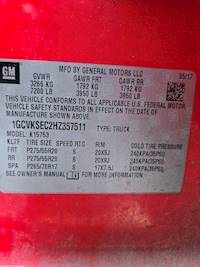 GM
MFD BY GENERAL MOTORS LLC
05/17
GVWR GAWR FRT GAWR RR
3266 KG 1792 KG 1792 KG
7200 LB 3950 LB 3950 LB
THIS VEHICLE CONFORMS TO ALL APPLICABLE U.S. FEDERAL MOTOR
VEHICLE SAFETY STANDARDS IN EFFECT ON THE DATE OF
MANUFACTURE SHOWN ABOVE.
1GCVKSEC2HZ357511 TYPE: TRUCK
MODEL: K15753
KLTF TIRE SIZE SPEED RTG RIM COLD TIRE PRESSURE
FRT P275/55R20 S 20X9J 240KPA(35PSI)
RR P275/55R20 S 20X9J 240KPA(35PSI)
SPA P265/70R17 S 17X7.5J 240KPA(35PSI)
SEE OWNER'S MANUAL